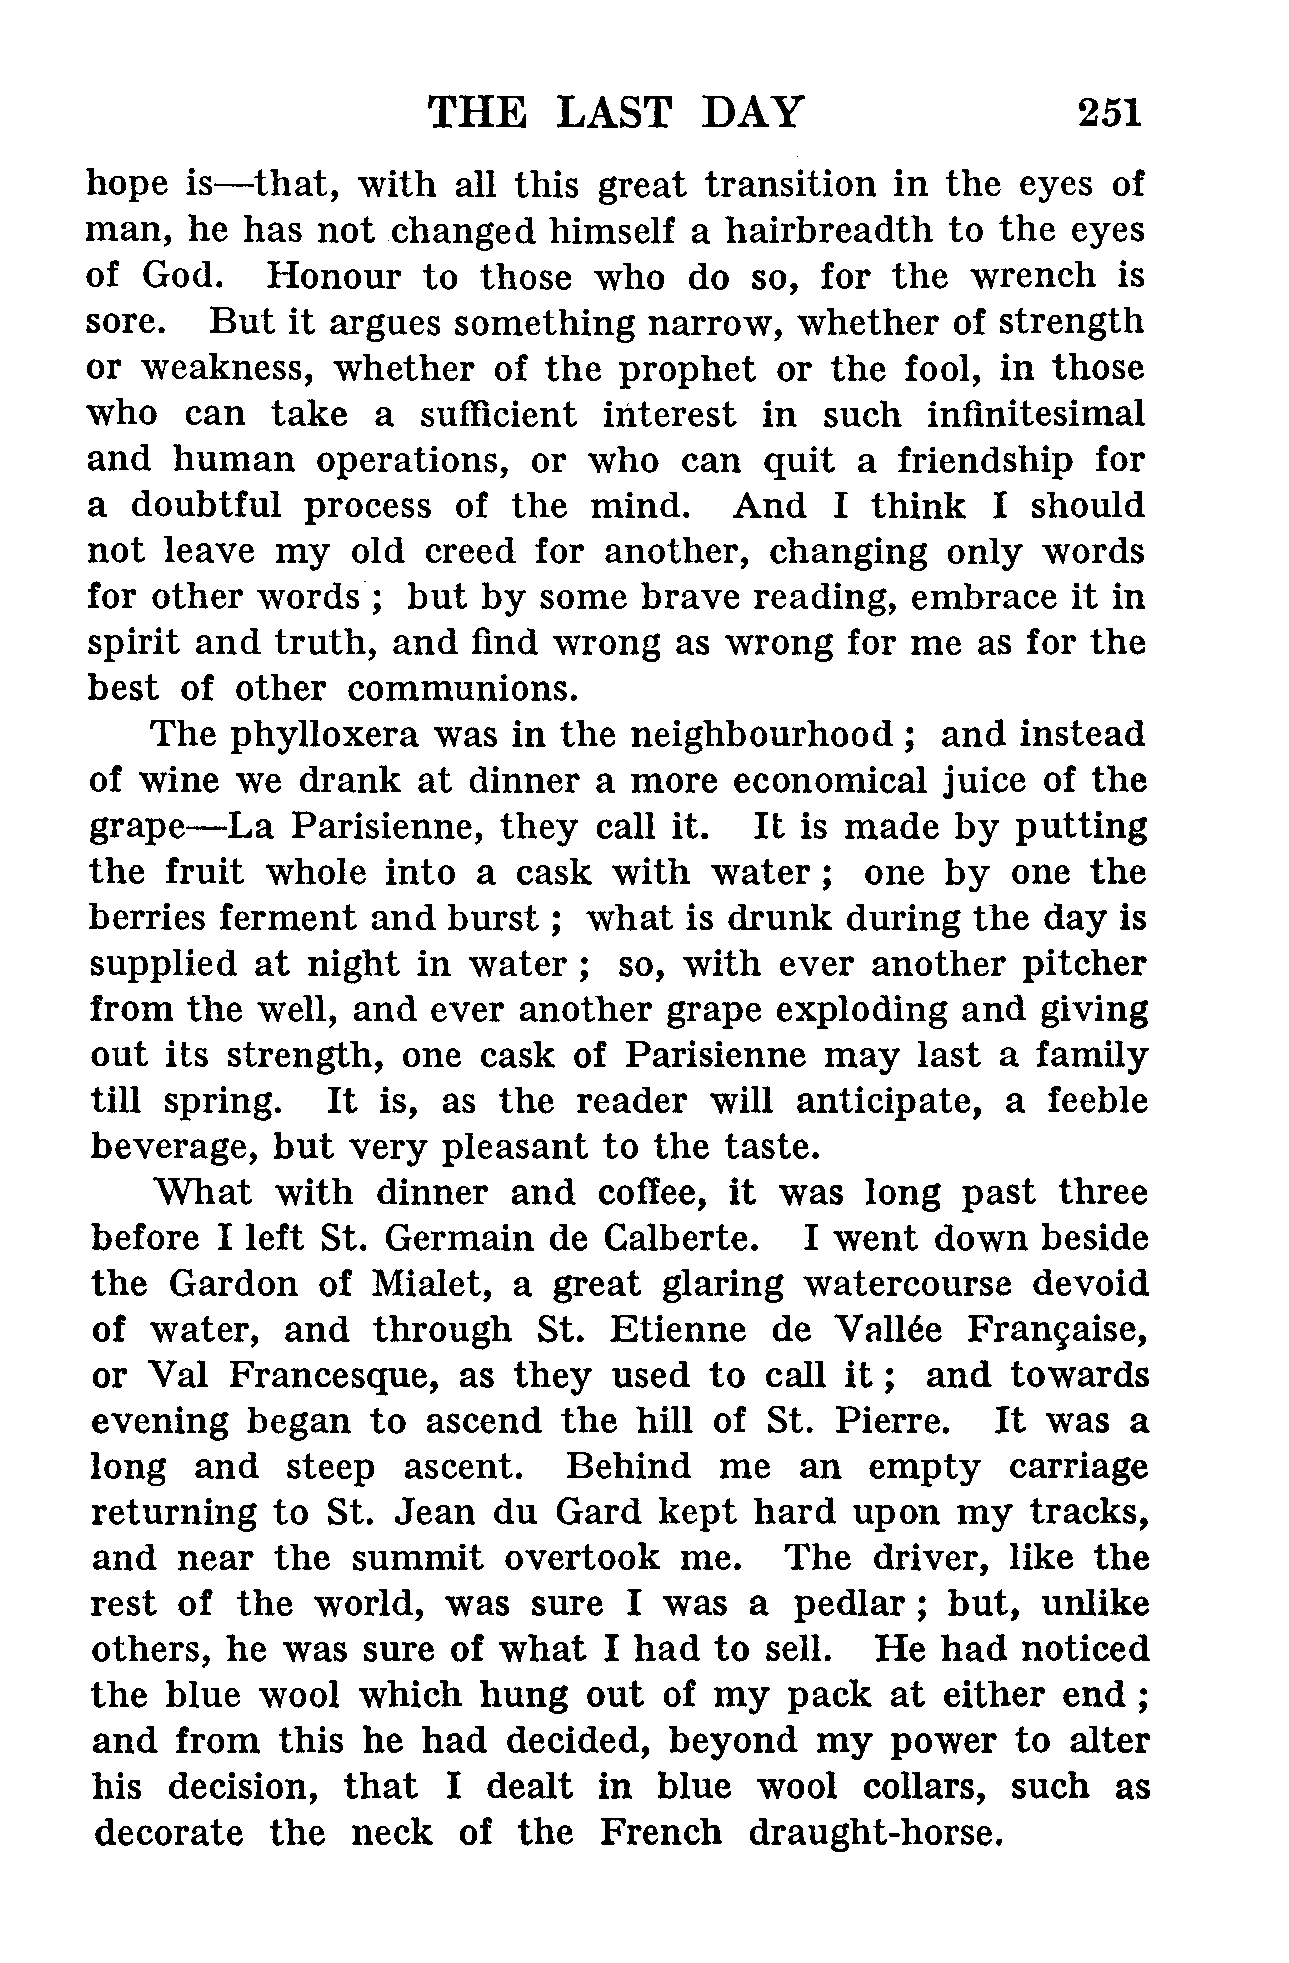 THE LAST DAY 251
hope is—that, with all this great transition in the eyes of
man, he has not changed himself a hairbreadth to the eyes
of God. Honour to those who do so, for the wrench is
sore. But it argues something narrow, whether of strength
or weakness, whether of the prophet or the fool, in those
who can take a sufficient interest in such infinitesimal
and human operations, or who can quit a friendship for
a doubtful process of the mind. And I think I should
not leave my old creed for another, changing only words
for other words ; but by some brave reading, embrace it in
spirit and truth, and find wrong as wrong for me as for the
best of other communions.
The phylloxera was in the neighbourhood ; and instead
of wine we drank at dinner a more economical juice of the
grape—La Parisienne, they call it. It is made by putting
the fruit whole into a cask with water ; one by one the
berries ferment and burst ; what is drunk during the day is
supplied at night in water ; so, with ever another pitcher
from the well, and ever another grape exploding and giving
out its strength, one cask of Parisienne may last a family
till spring. It is, as the reader will anticipate, a feeble
beverage, but very pleasant to the taste.
What with dinner and coffee, it was long past three
before I left St. Germain de Calberte. I went down beside
the Gardon of Mialet, a great glaring watercourse devoid
of water, and through St. Etienne de Vallée Française,
or Val Francesque, as they used to call it ; and towards
evening began to ascend the hill of St. Pierre. It was a
long and steep ascent. Behind me an empty carriage
returning to St. Jean du Gard kept hard upon my tracks,
and near the summit overtook me. The driver, like the
rest of the world, was sure I was a pedlar ; but, unlike
others, he was sure of what I had to sell. He had noticed
the blue wool which hung out of my pack at either end ;
and from this he had decided, beyond my power to alter
his decision, that I dealt in blue wool collars, such as
decorate the neck of the French draught-horse.